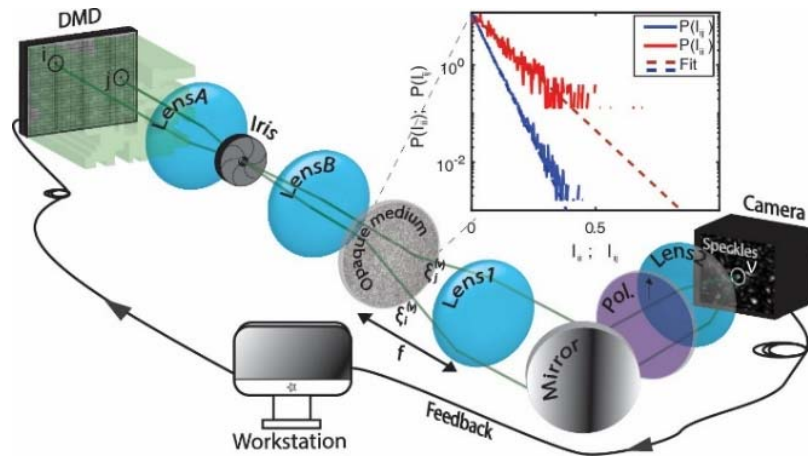 DMD
i
j
LensA
Iris
LensB
Opaque medium
ξ_j^(ν)
ξ_i^(ν)
f
Lens1
Mirror
Pol.
Lens2
Camera
Speckles
ν
Workstation
Feedback
P(I_ij)
P(I_ii)
Fit
P(I_ii); P(I_ij)
10^0
10^-2
0
0.5
I_ii ; I_ij